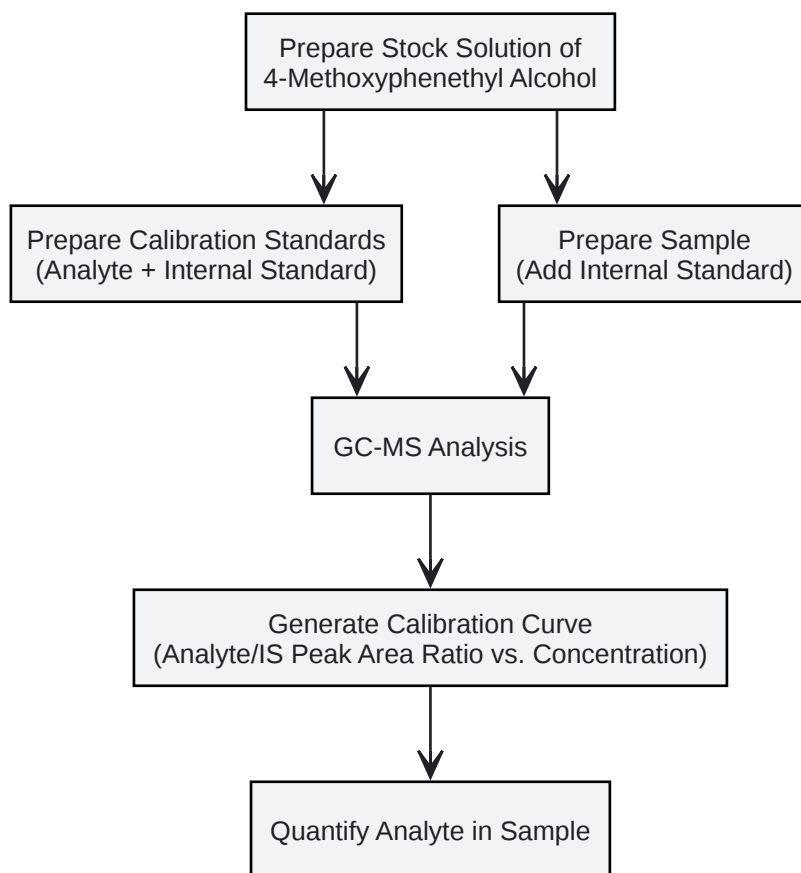 Prepare Stock Solution of
4-Methoxyphenethyl Alcohol
Prepare Calibration Standards
(Analyte + Internal Standard)
Prepare Sample
(Add Internal Standard)
GC-MS Analysis
Generate Calibration Curve
(Analyte/IS Peak Area Ratio vs. Concentration)
Quantify Analyte in Sample